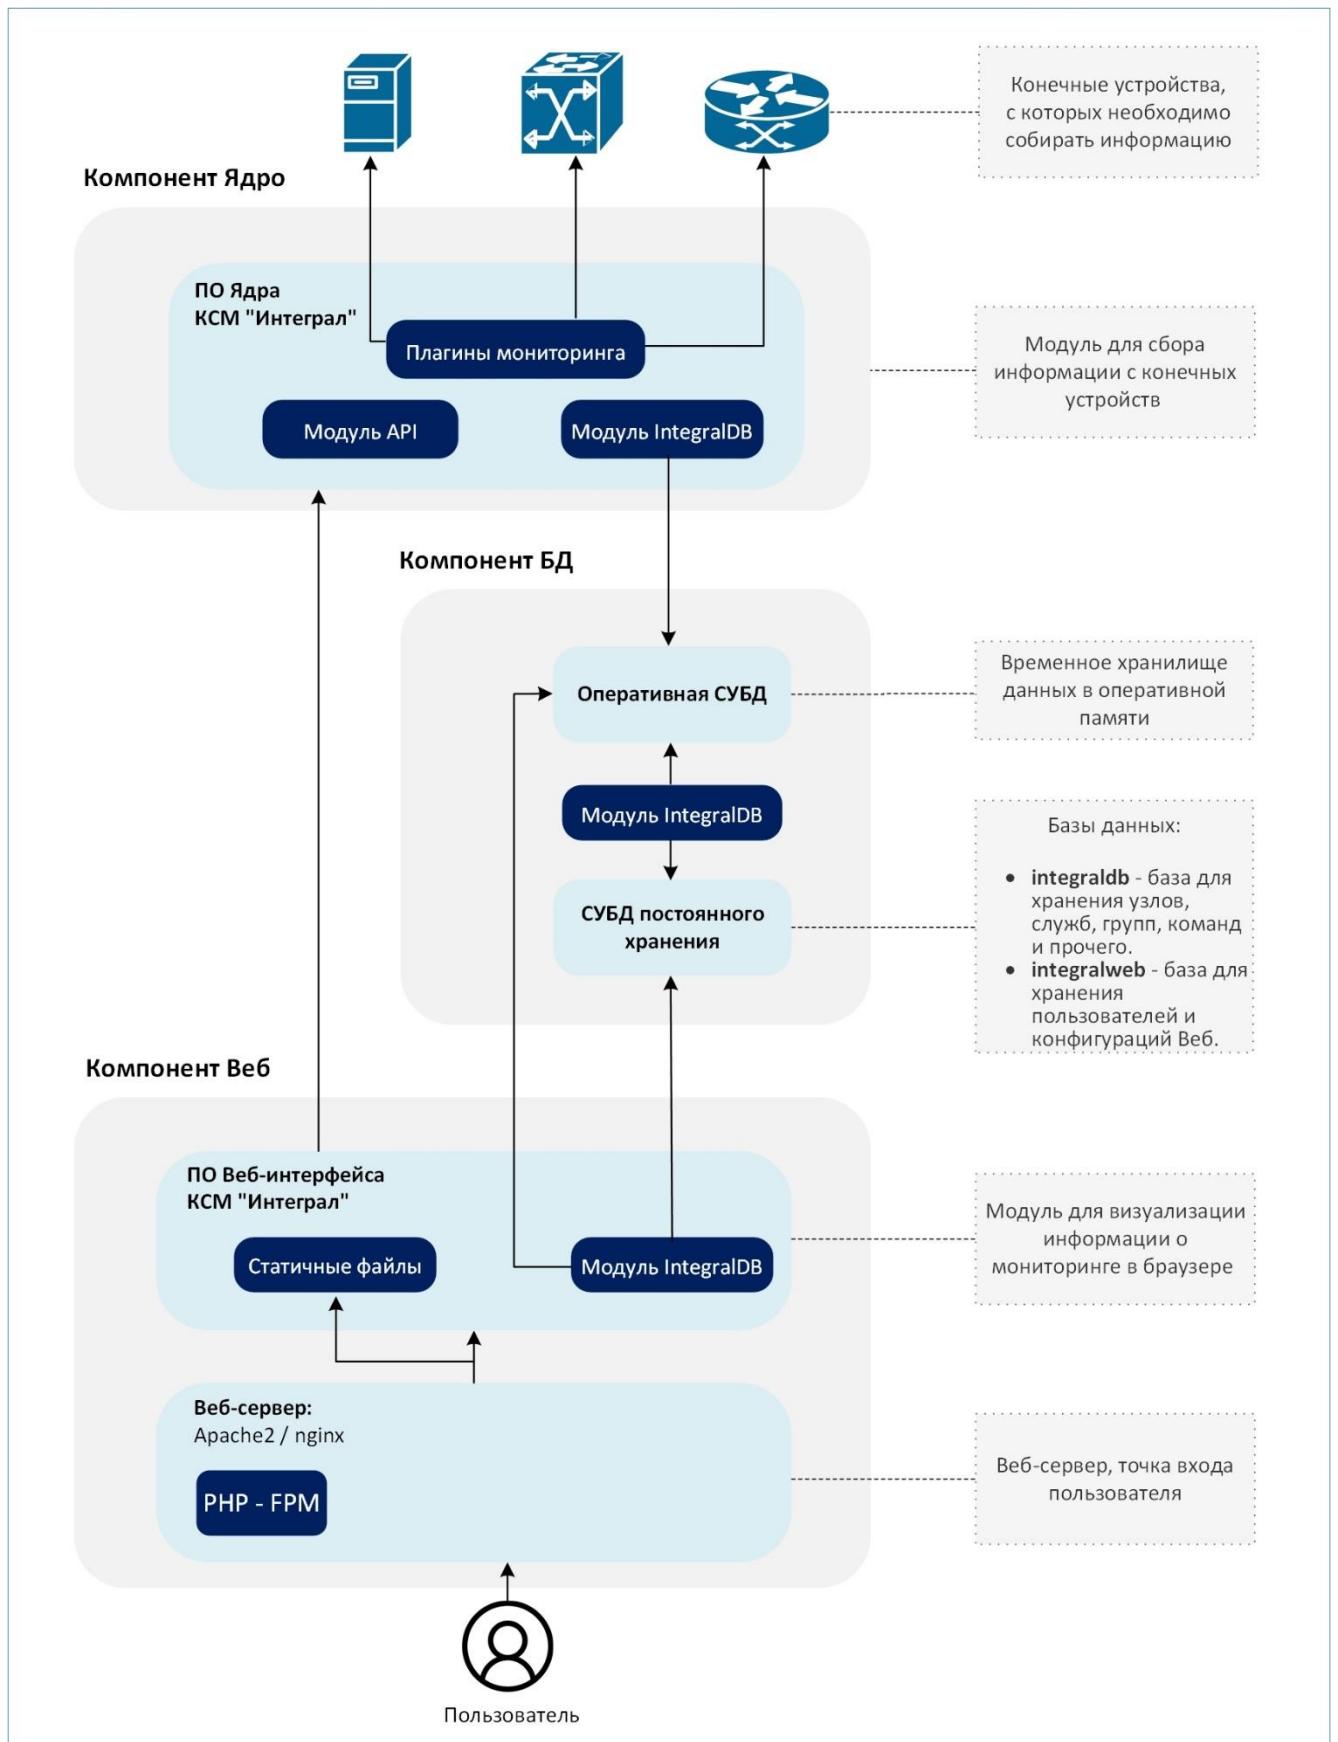 Конечные устройства,
с которых необходимо
собирать информацию
Компонент Ядро
ПО Ядра
КСМ "Интеграл"
Плагины мониторинга
Модуль API
Модуль IntegralDB
Модуль для сбора
информации с конечных
устройств
Компонент БД
Оперативная СУБД
Временное хранилище
данных в оперативной
памяти
Модуль IntegralDB
СУБД постоянного
хранения
Базы данных:
• integraldb - база для
хранения узлов,
служб, групп, команд
и прочего.
• integralweb - база для
хранения
пользователей и
конфигураций Веб.
Компонент Веб
ПО Веб-интерфейса
КСМ "Интеграл"
Статичные файлы
Модуль IntegralDB
Модуль для визуализации
информации о
мониторинге в браузере
Веб-сервер:
Apache2 / nginx
PHP - FPM
Веб-сервер, точка входа
пользователя
Пользователь